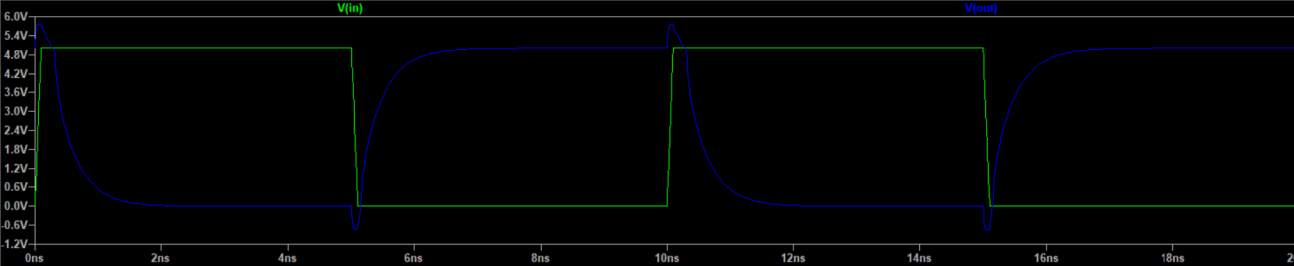 V(in) V(out)
6.0V
5.4V
4.8V
4.2V
3.6V
3.0V
2.4V
1.8V
1.2V
0.6V
0.0V
-0.6V
-1.2V
0ns 2ns 4ns 6ns 8ns 10ns 12ns 14ns 16ns 18ns